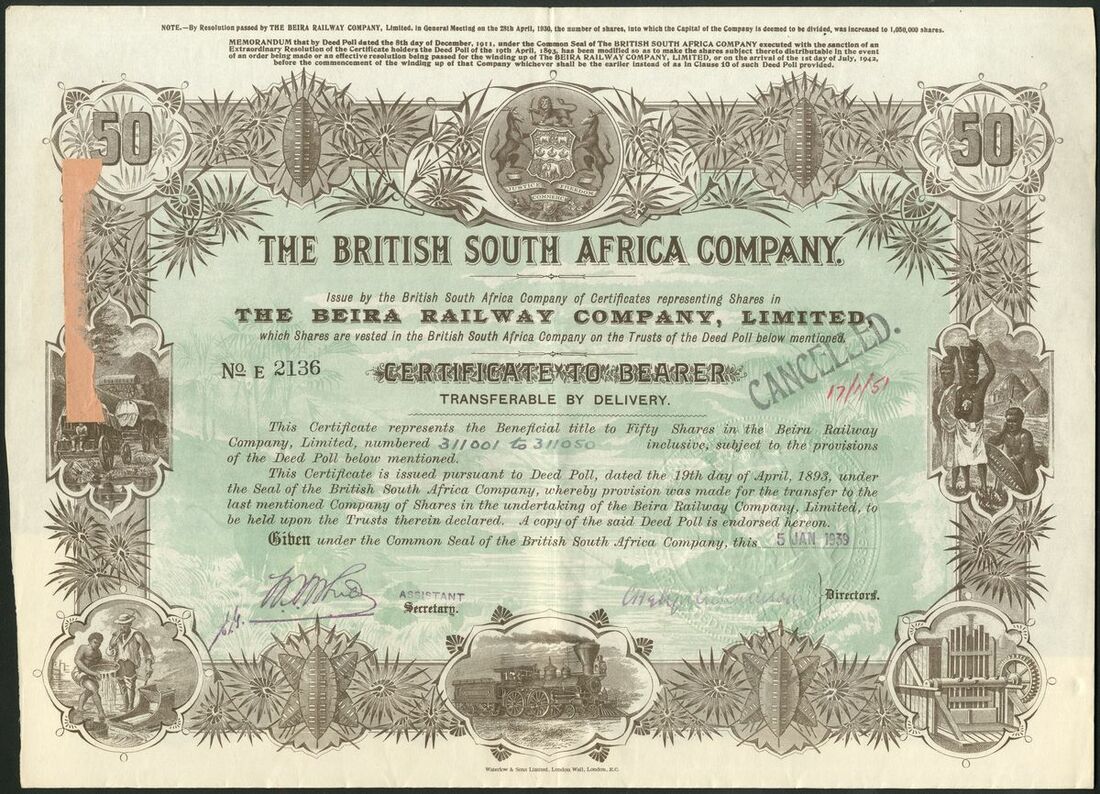 NOTE.—By Resolution passed by THE BEIRA RAILWAY COMPANY, Limited. in General Meeting on the 28th April, 1930, the number of shares, into which the Capital of the Company is deemed to be divided, was increased to 1,050,000 shares.
MEMORANDUM that by Deed Poll dated the 8th day of December, 1911, under the Common Seal of The BRITISH SOUTH AFRICA COMPANY executed with the sanction of an
Extraordinary Resolution of the Certificate holders the Deed Poll of the 19th April, 1893, has been modified so as to make the shares subject thereto distributable in the event
of an order being made or an effective resolution being passed for the winding up of The BEIRA RAILWAY COMPANY, LIMITED, or on the arrival of the 1st day of July, 1942,
before the commencement of the winding up of that Company whichever shall be the earlier instead of as in Clause 10 of such Deed Poll provided.
50
50
JUSTICE FREEDOM
COMMERCE
THE BRITISH SOUTH AFRICA COMPANY.
Issue by the British South Africa Company of Certificates representing Shares in
THE BEIRA RAILWAY COMPANY, LIMITED,
which Shares are vested in the British South Africa Company on the Trusts of the Deed Poll below mentioned.
No E 2136
CERTIFICATE TO BEARER
CANCELLED.
17/1/51
TRANSFERABLE BY DELIVERY.
This Certificate represents the Beneficial title to Fifty Shares in the Beira Railway
Company, Limited, numbered 311001 to 311050 inclusive, subject to the provisions
of the Deed Poll below mentioned.
This Certificate is issued pursuant to Deed Poll, dated the 19th day of April, 1893, under
the Seal of the British South Africa Company, whereby provision was made for the transfer to the
last mentioned Company of Shares in the undertaking of the Beira Railway Company, Limited, to
be held upon the Trusts therein declared. A copy of the said Deed Poll is endorsed hereon.
Given under the Common Seal of the British South Africa Company, this 5 JAN 1939
ASSISTANT
Secretary.
Directors.
Waterlow & Sons Limited, London Wall, London, E.C.